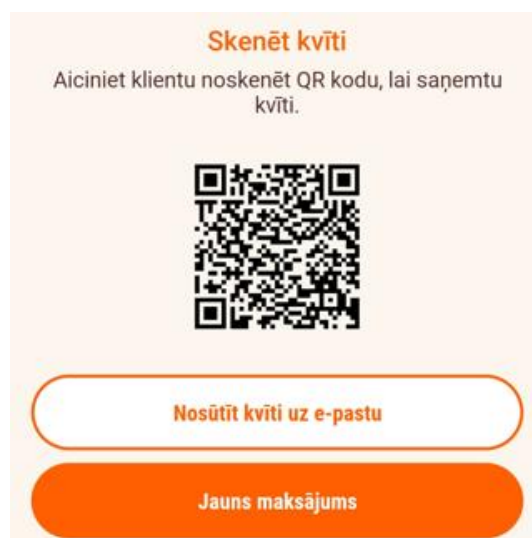 Skenēt kvīti
Aiciniet klientu noskenēt QR kodu, lai saņemtu
kvīti.
Nosūtīt kvīti uz e-pastu
Jauns maksājums